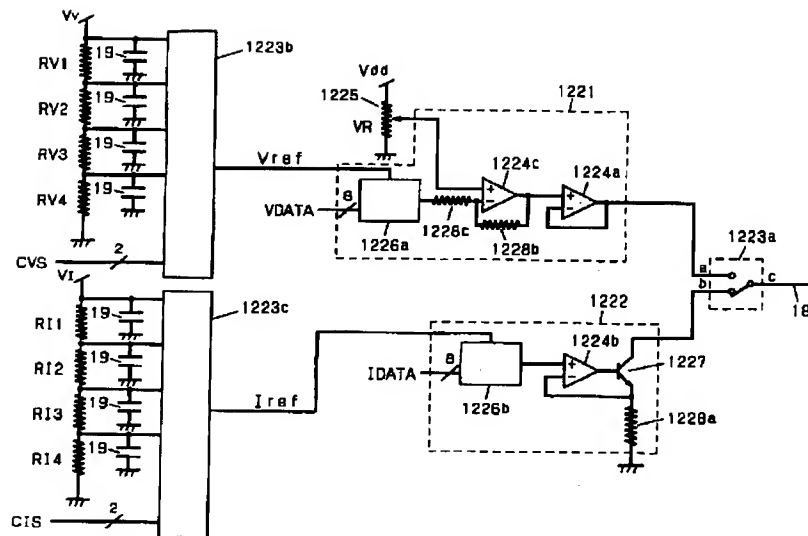 Vv
19
1223b
RV1
19
RV2
19
RV3
19
RV4
CVS
2
Vref
Vdd
1225
VR
1221
1224c
1224a
8
VDATA
1226a
1228c
1228b
1223a
a
b
c
18
VI
19
1223c
RI1
19
RI2
19
RI3
19
RI4
CIS
2
Iref
1222
1224b
8
IDATA
1226b
1227
1228a